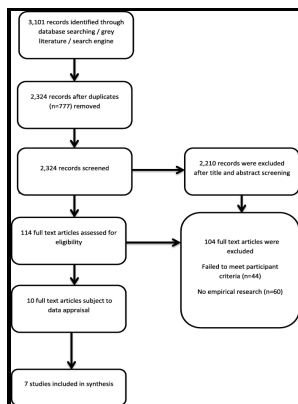 3,101 records identified through
database searching / grey
literature / search engine
2,324 records after duplicates
(n=777) removed
2,324 records screened
2,210 records were excluded
after title and abstract screening
114 full text articles assessed for
eligibility
104 full text articles were
excluded
Failed to meet participant
criteria (n=44)
No empirical research (n=60)
10 full text articles subject to
data appraisal
7 studies included in synthesis